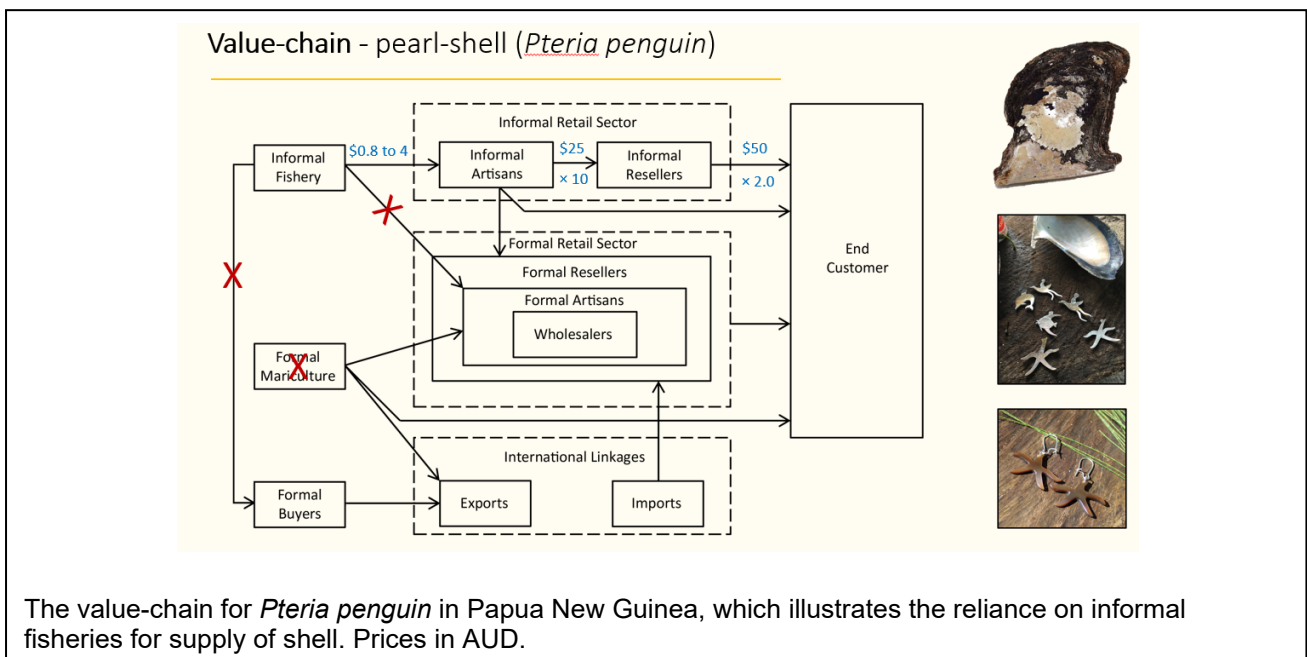 Value-chain - pearl-shell (Pteria penguin)
Informal Retail Sector
Informal
Fishery
$0.8 to 4
Informal
Artisans
$25
× 10
Informal
Resellers
$50
× 2.0
X
End
Customer
Formal Retail Sector
Formal Resellers
Formal Artisans
Wholesalers
X
Formal
Mariculture
X
International Linkages
Formal
Buyers
Exports
Imports
The value-chain for Pteria penguin in Papua New Guinea, which illustrates the reliance on informal
fisheries for supply of shell. Prices in AUD.